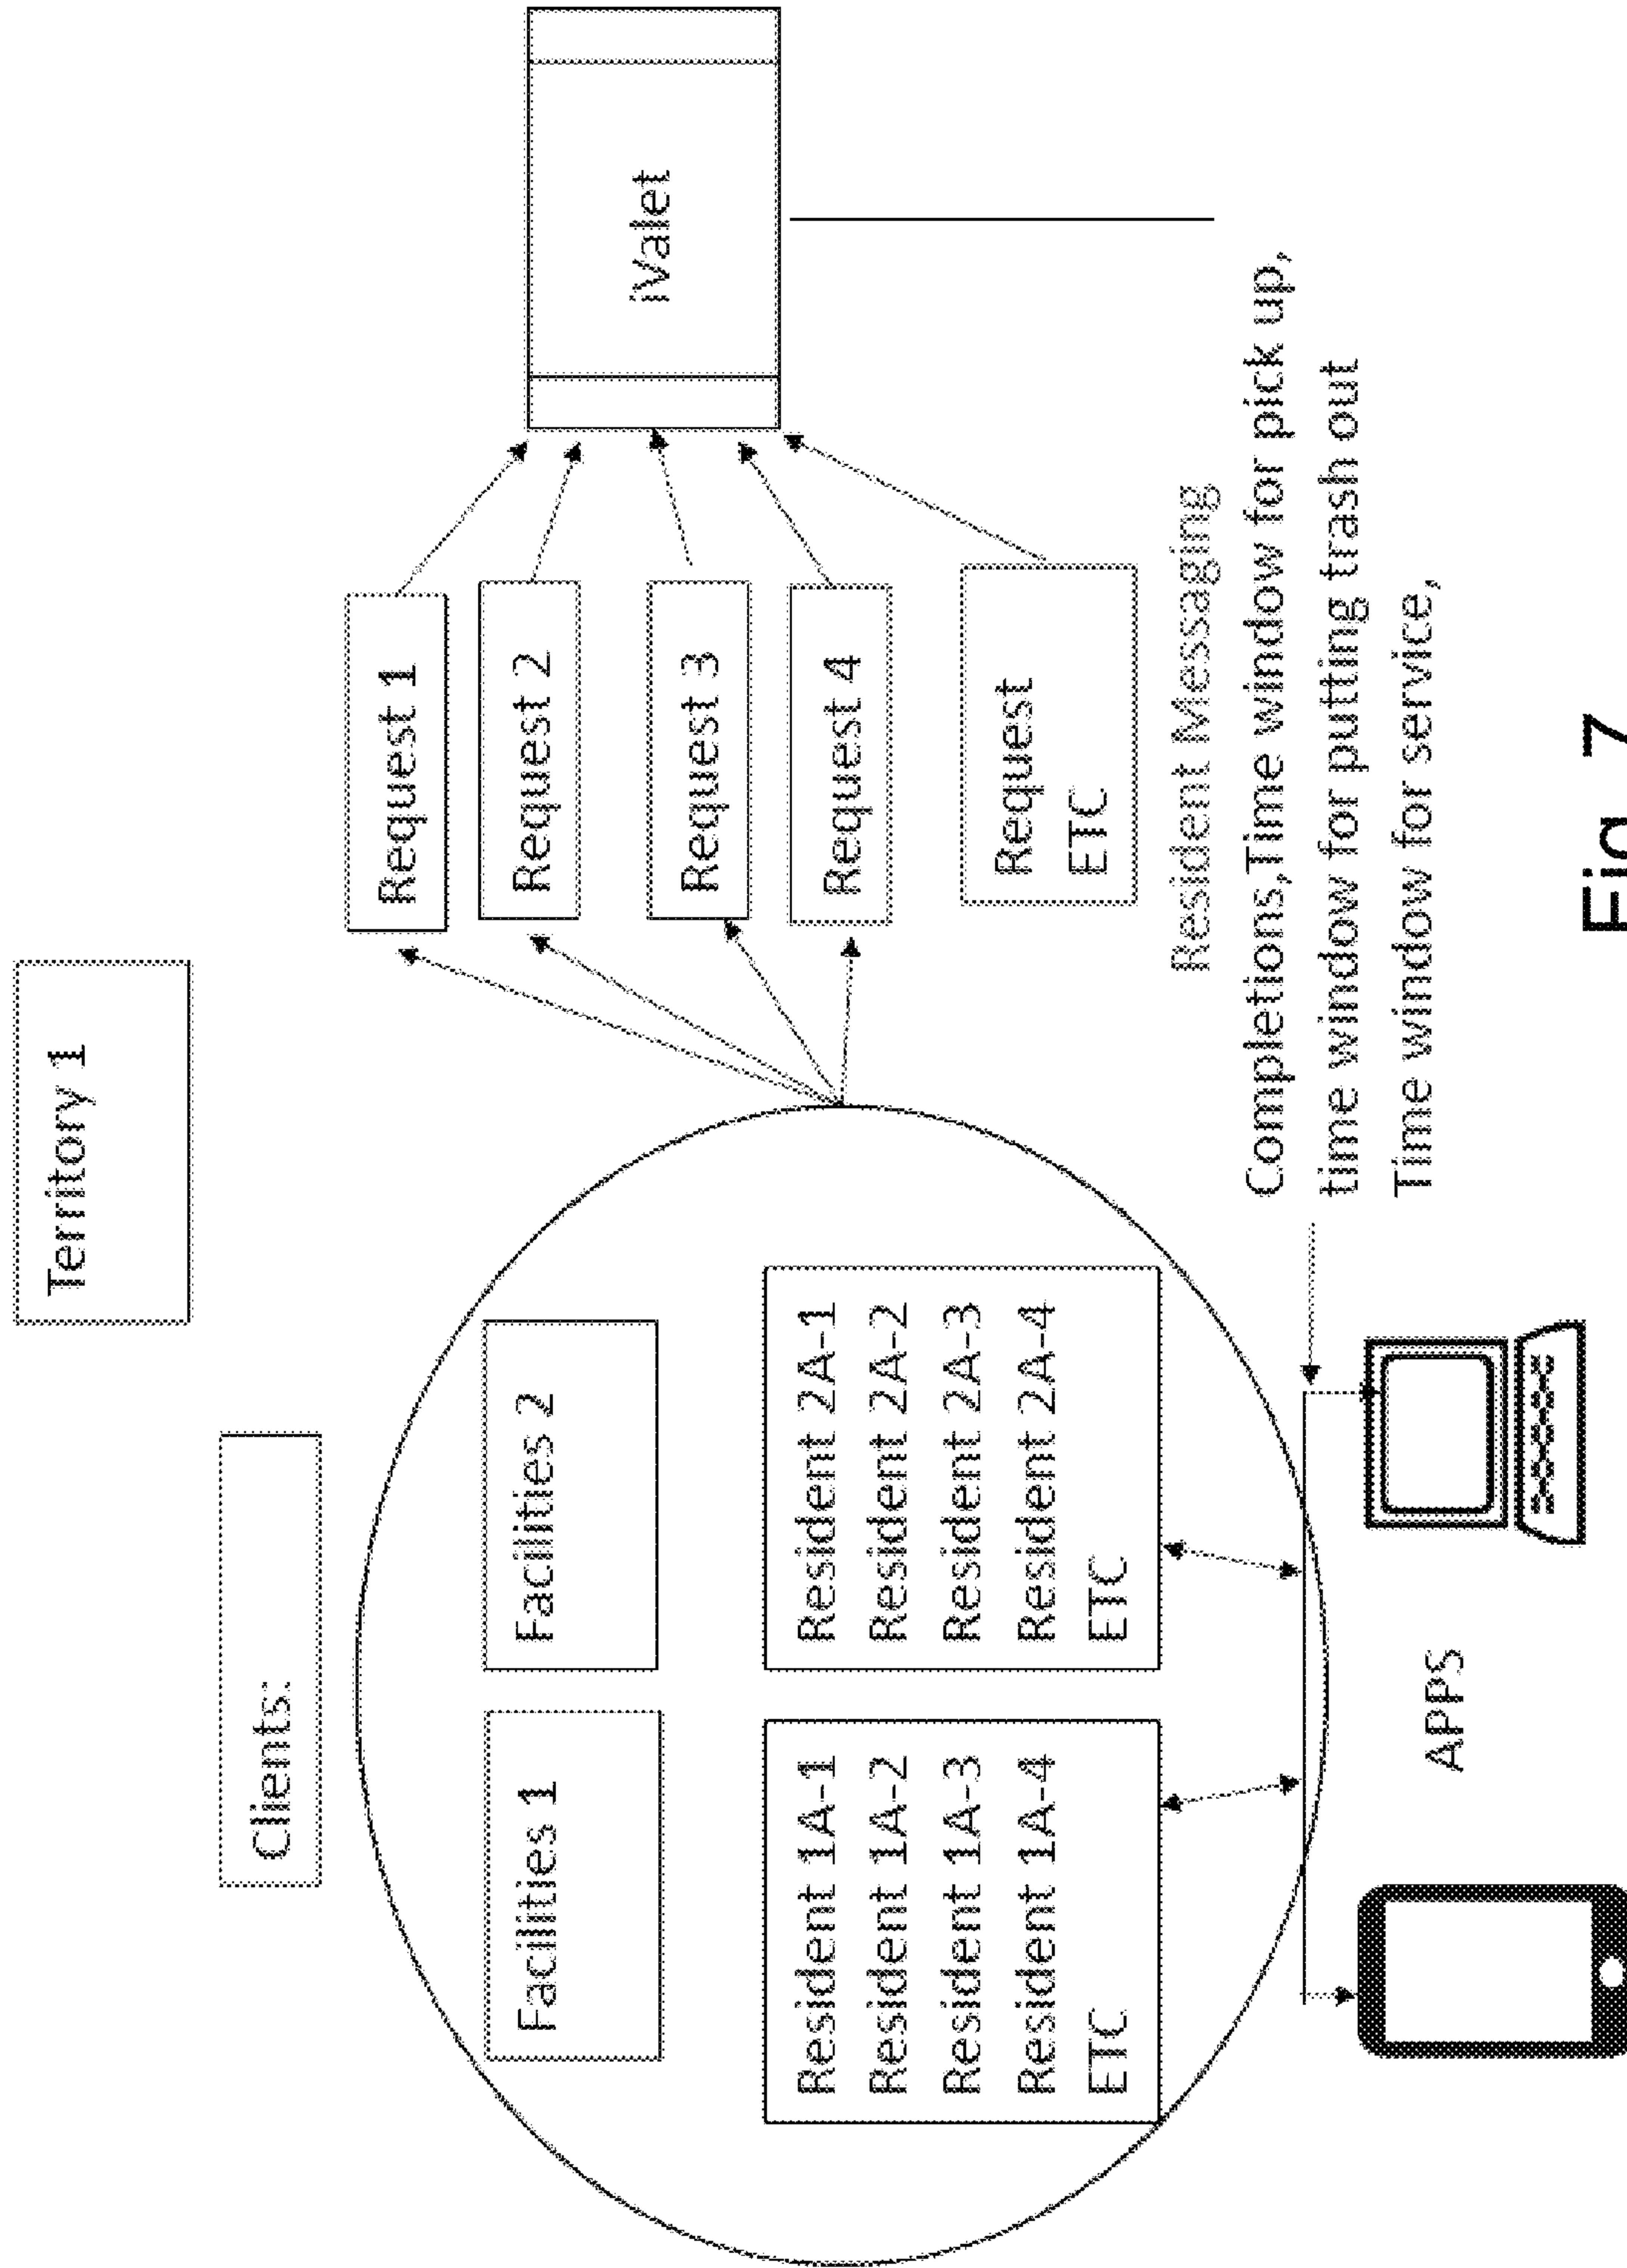 Territory 1
Clients:
Facilities 1
Facilities 2
Resident 1A-1
Resident 1A-2
Resident 1A-3
Resident 1A-4
ETC
Resident 2A-1
Resident 2A-2
Resident 2A-3
Resident 2A-4
ETC
APPS
Request 1
Request 2
Request 3
Request 4
Request
ETC
iValet
Resident Messaging
Completions,Time window for pick up,
time window for putting trash out
Time window for service,
Fig. 7